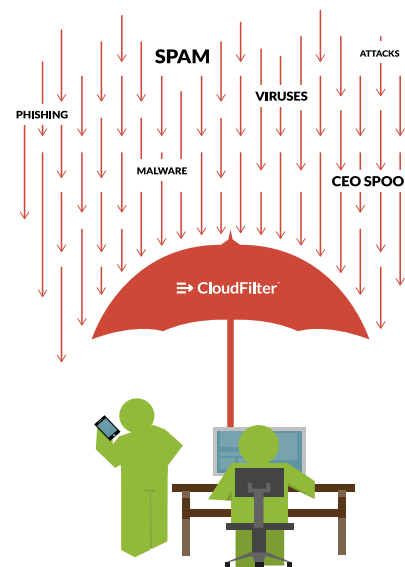 SPAM
ATTACKS
VIRUSES
PHISHING
MALWARE
CEO SPOO
CloudFilter